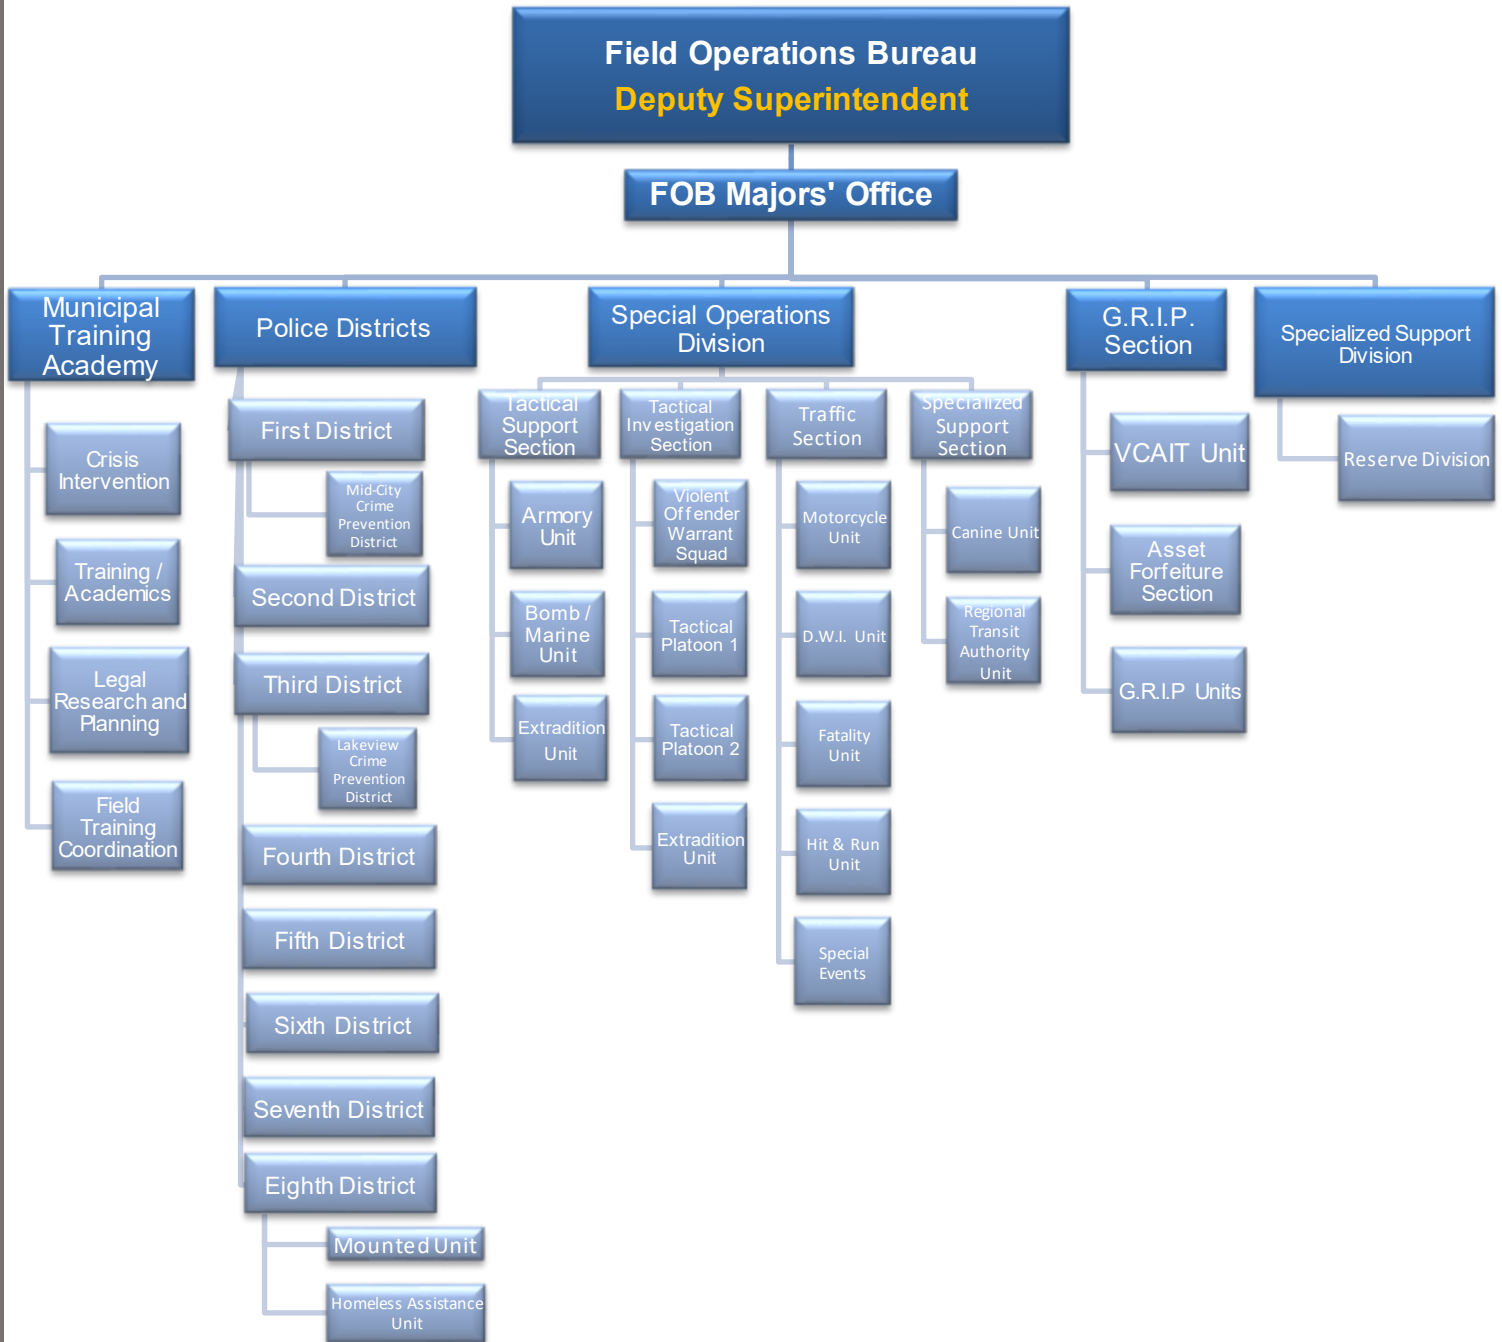 Field Operations Bureau
Deputy Superintendent
FOB Majors' Office
Municipal
Training
Academy
Crisis
Intervention
Training /
Academics
Legal
Research and
Planning
Field
Training
Coordination
Police Districts
First District
Mid-City
Crime
Prevention
District
Second District
Third District
Lakeview
Crime
Prevention
District
Fourth District
Fifth District
Sixth District
Seventh District
Eighth District
Mounted Unit
Homeless Assistance
Unit
Special Operations
Division
Tactical
Support
Section
Armory
Unit
Bomb /
Marine
Unit
Extradition
Unit
Tactical
Investigation
Section
Violent
Offender
Warrant
Squad
Tactical
Platoon 1
Tactical
Platoon 2
Extradition
Unit
Traffic
Section
Motorcycle
Unit
D.W.I. Unit
Fatality
Unit
Hit & Run
Unit
Special
Events
Specialized
Support
Section
Canine Unit
Regional
Transit
Authority
Unit
G.R.I.P.
Section
VCAIT Unit
Asset
Forfeiture
Section
G.R.I.P Units
Specialized Support
Division
Reserve Division